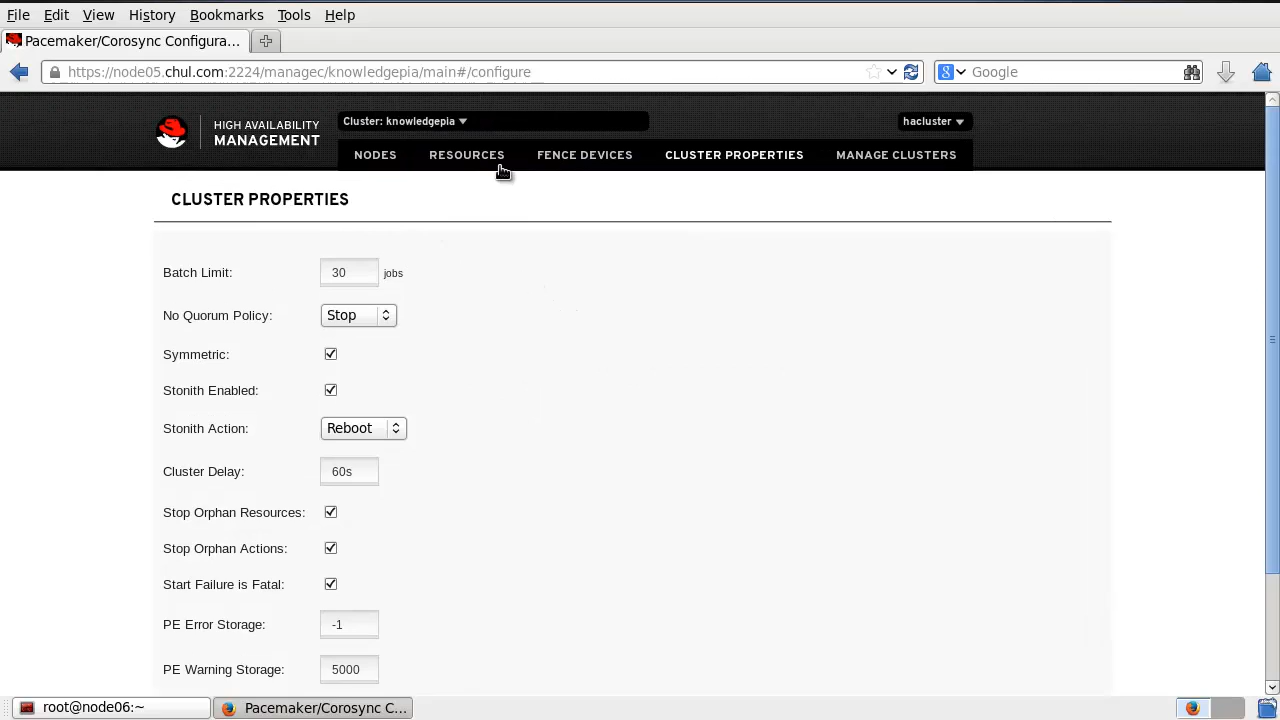 File Edit View History Bookmarks Tools Help
Pacemaker/Corosync Configura...
https://node05.chul.com:2224/managec/knowledgepia/main#/configure
8 Google
HIGH AVAILABILITY
MANAGEMENT
Cluster: knowledgepia
hacluster
NODES RESOURCES FENCE DEVICES CLUSTER PROPERTIES MANAGE CLUSTERS
CLUSTER PROPERTIES
Batch Limit: 30 jobs
No Quorum Policy: Stop
Symmetric:
Stonith Enabled:
Stonith Action: Reboot
Cluster Delay: 60s
Stop Orphan Resources:
Stop Orphan Actions:
Start Failure is Fatal:
PE Error Storage: -1
PE Warning Storage: 5000
root@node06:~ Pacemaker/Corosync C...